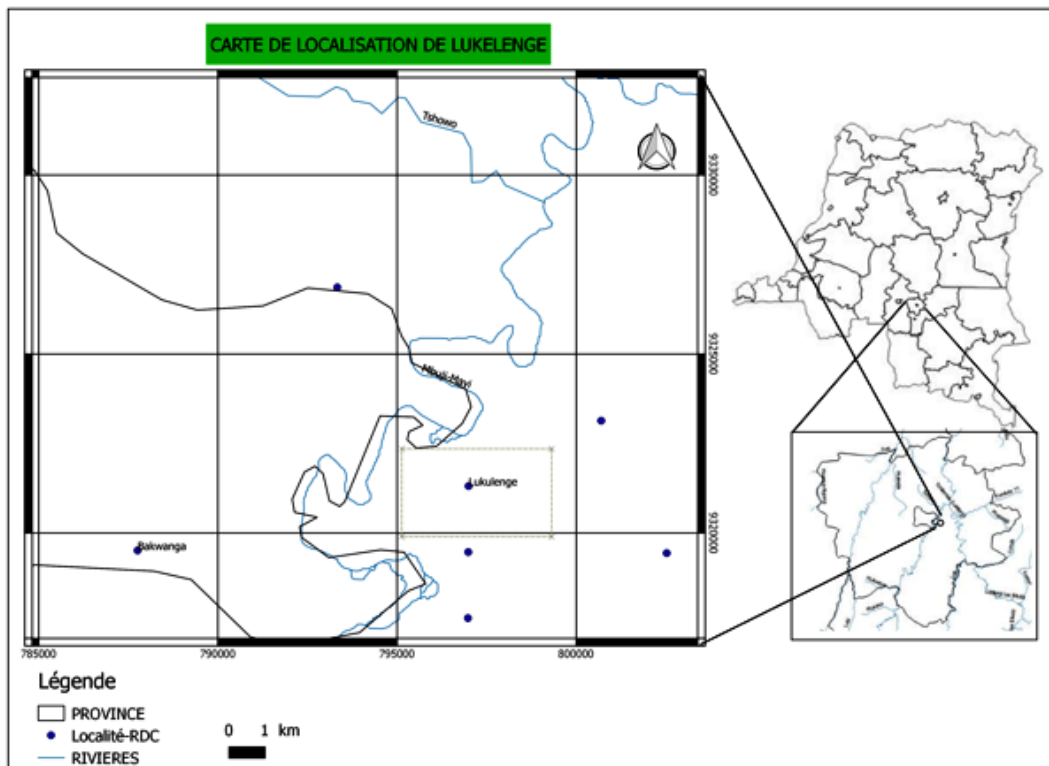 CARTE DE LOCALISATION DE LUKELENGE
Tshowo
9330000
9325000
Mbuji-Mayi
Lukulenge
9320000
Bakwanga
785000 790000 795000 800000
Légende
PROVINCE
Localité-RDC
RIVIERES
0 1 km